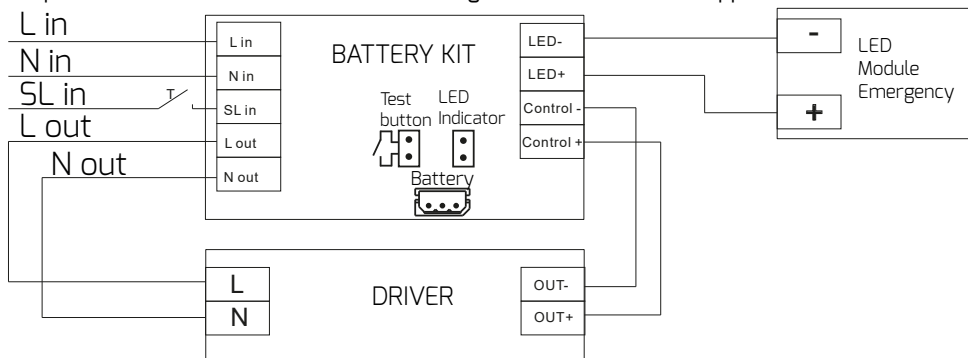 L in
N in
SL in
L out
N out
L in
N in
SL in
L out
N out
BATTERY KIT
Test
button
LED
Indicator
Battery
LED-
LED+
Control -
Control +
-
+
LED
Module
Emergency
L
N
DRIVER
OUT-
OUT+